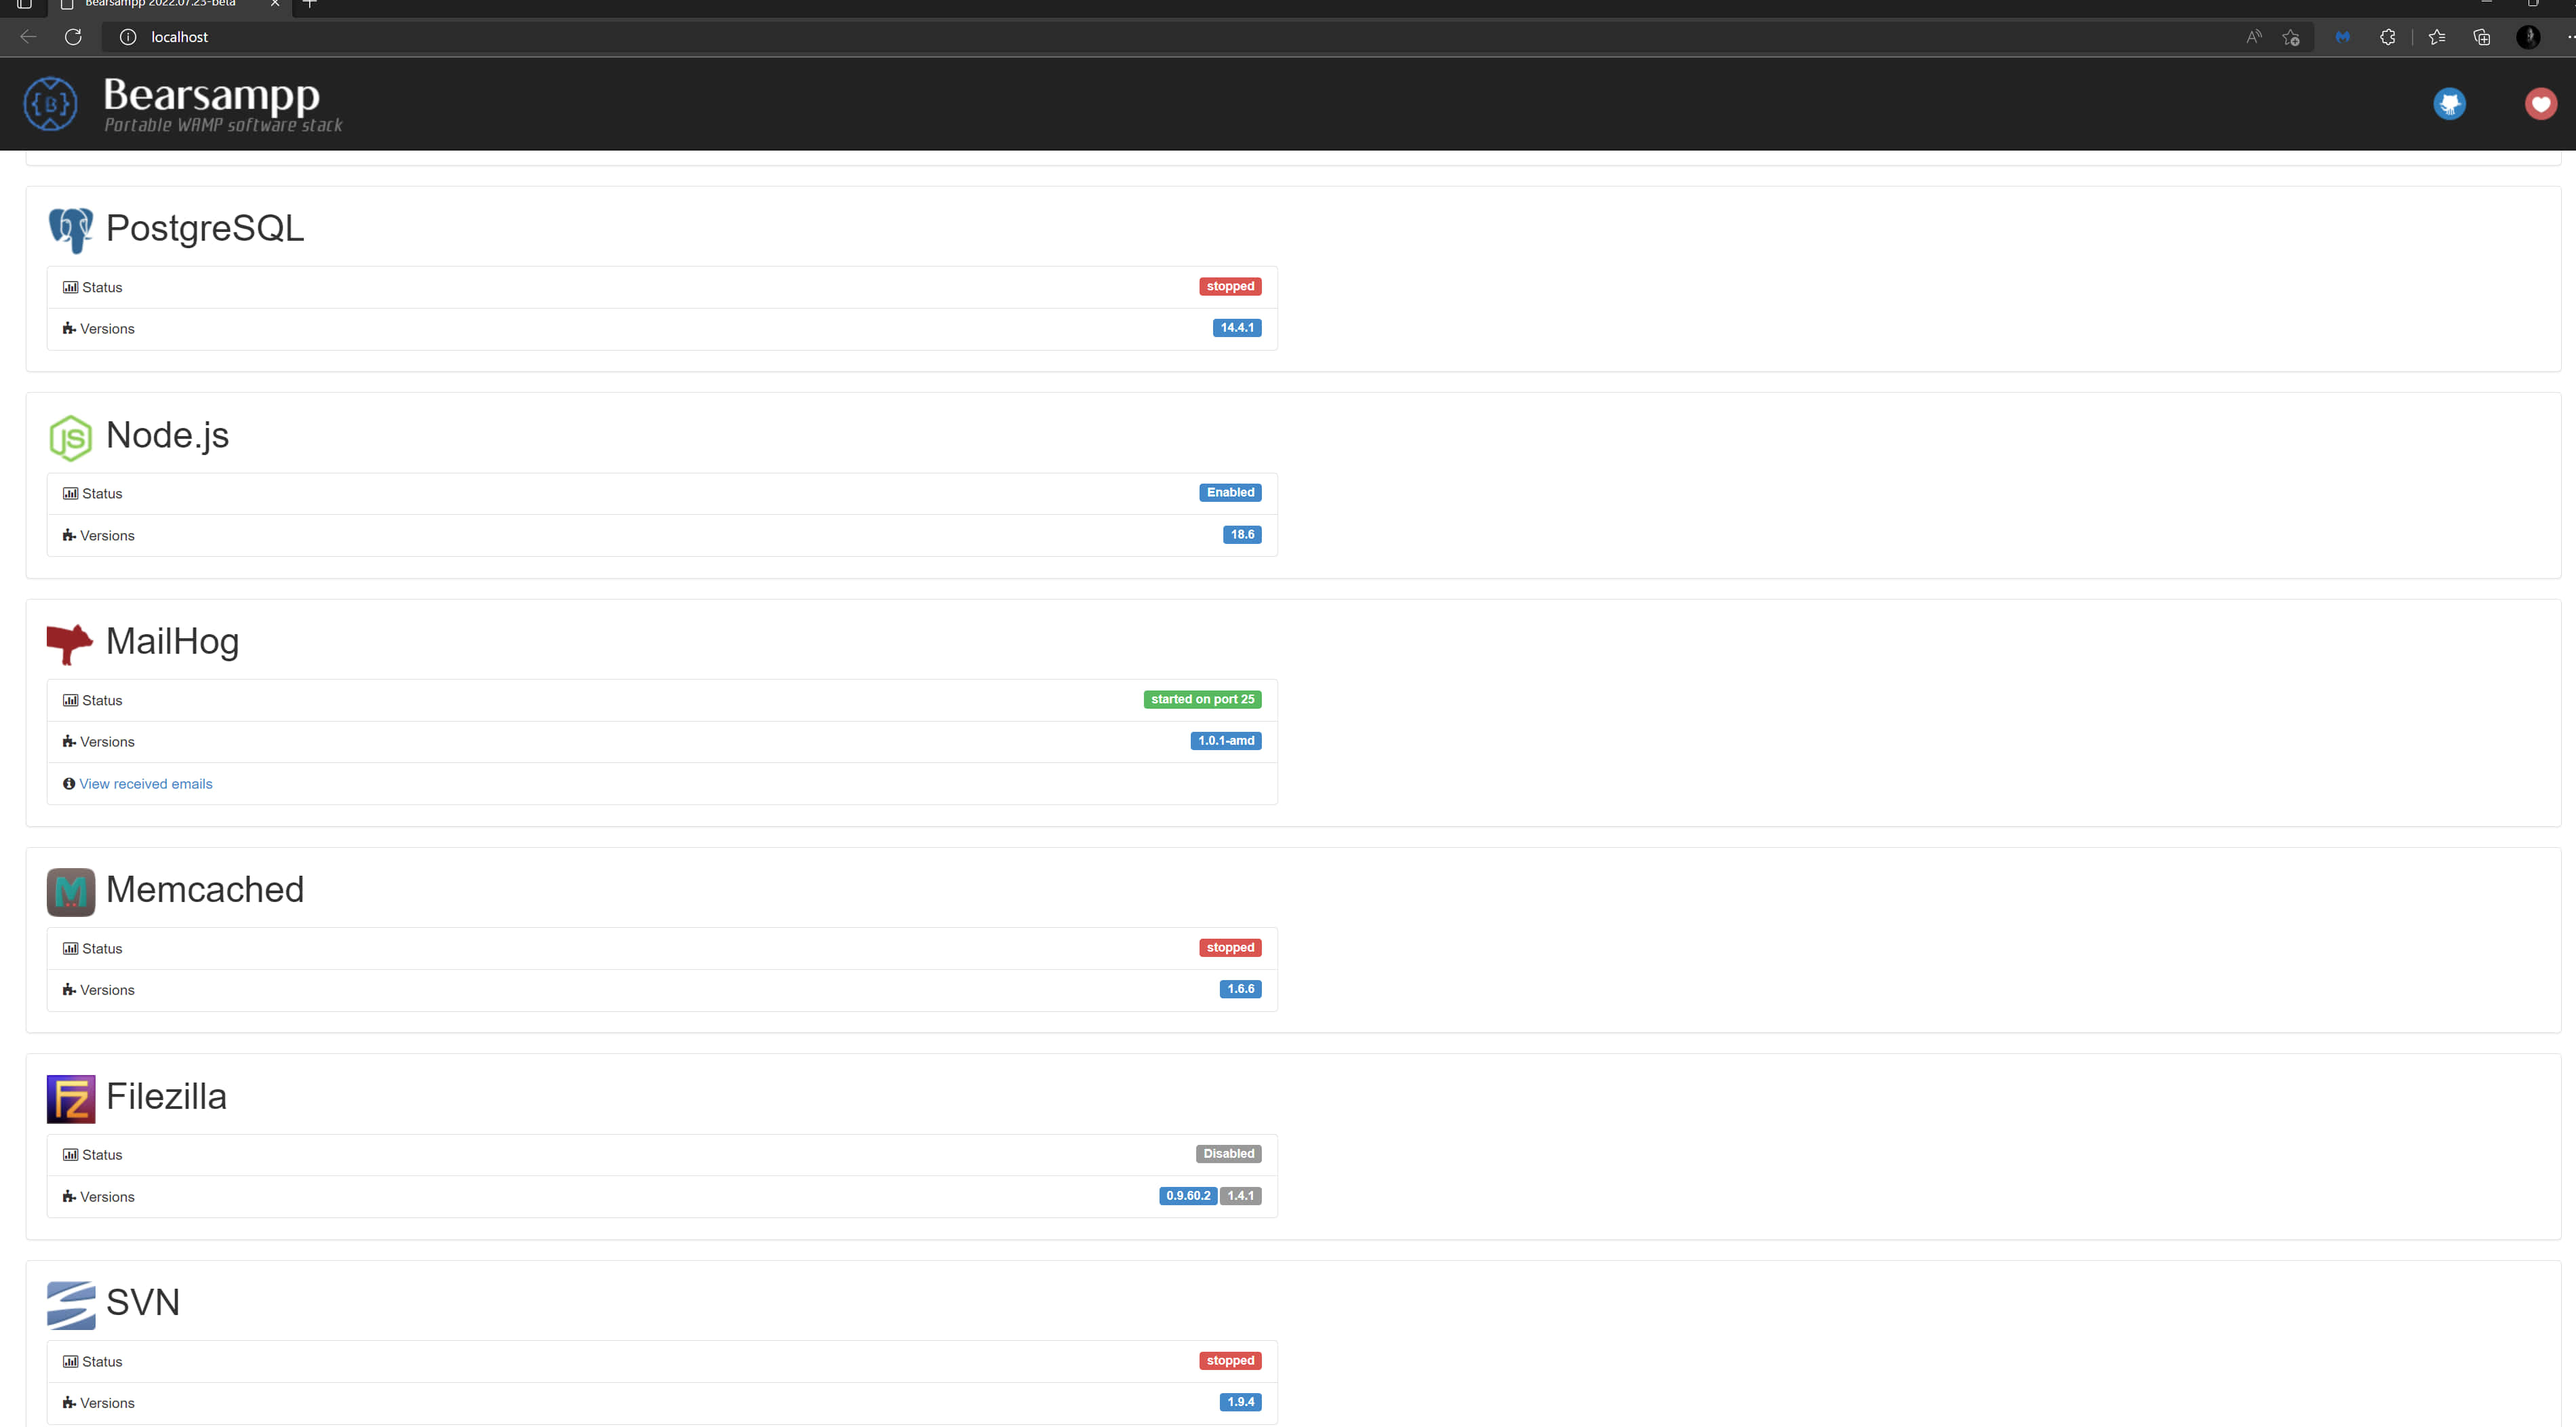 Bearsampp 2022.07.23-beta
localhost
Bearsampp
Portable WAMP software stack
PostgreSQL
Status stopped
Versions 14.4.1
Node.js
Status Enabled
Versions 18.6
MailHog
Status started on port 25
Versions 1.0.1-amd
View received emails
Memcached
Status stopped
Versions 1.6.6
Filezilla
Status Disabled
Versions 0.9.60.2 1.4.1
SVN
Status stopped
Versions 1.9.4